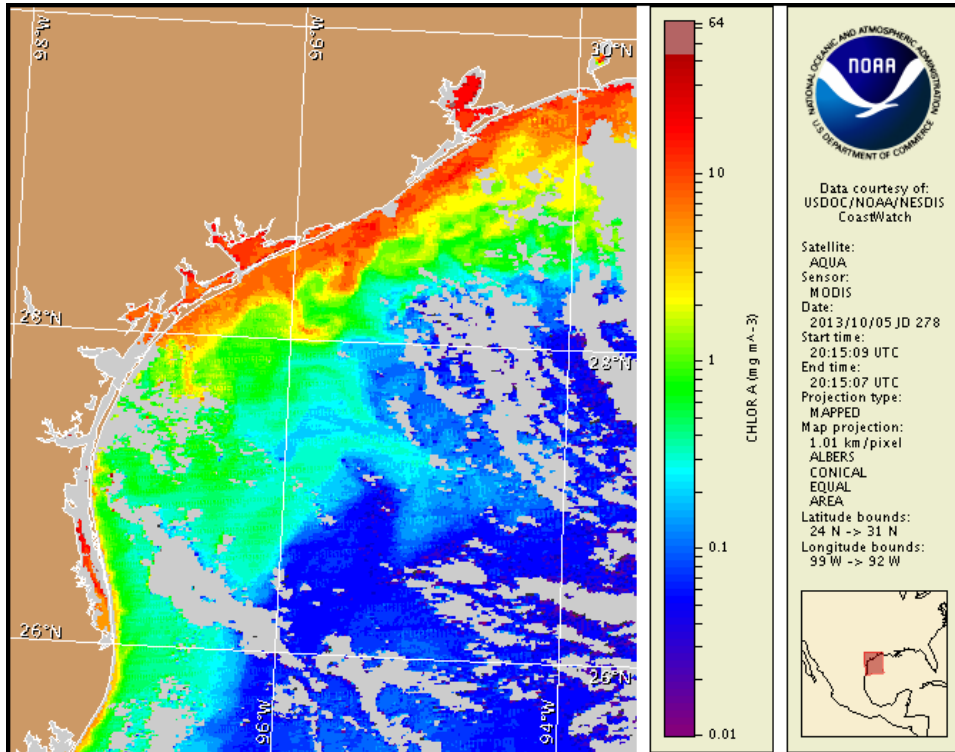 98°W
96°W
30°N
28°N
28°N
26°N
26°N
96°W
94°W
64
10
1
0.1
0.01
CHLOR A (mg m^-3)
NATIONAL OCEANIC AND ATMOSPHERIC ADMINISTRATION
NOAA
U.S. DEPARTMENT OF COMMERCE
Data courtesy of:
USDOC/NOAA/NESDIS
CoastWatch
Satellite:
AQUA
Sensor:
MODIS
Date:
2013/10/05 JD 278
Start time:
20:15:09 UTC
End time:
20:15:07 UTC
Projection type:
MAPPED
Map projection:
1.01 km/pixel
ALBERS
CONICAL
EQUAL
AREA
Latitude bounds:
24 N -> 31 N
Longitude bounds:
99 W -> 92 W